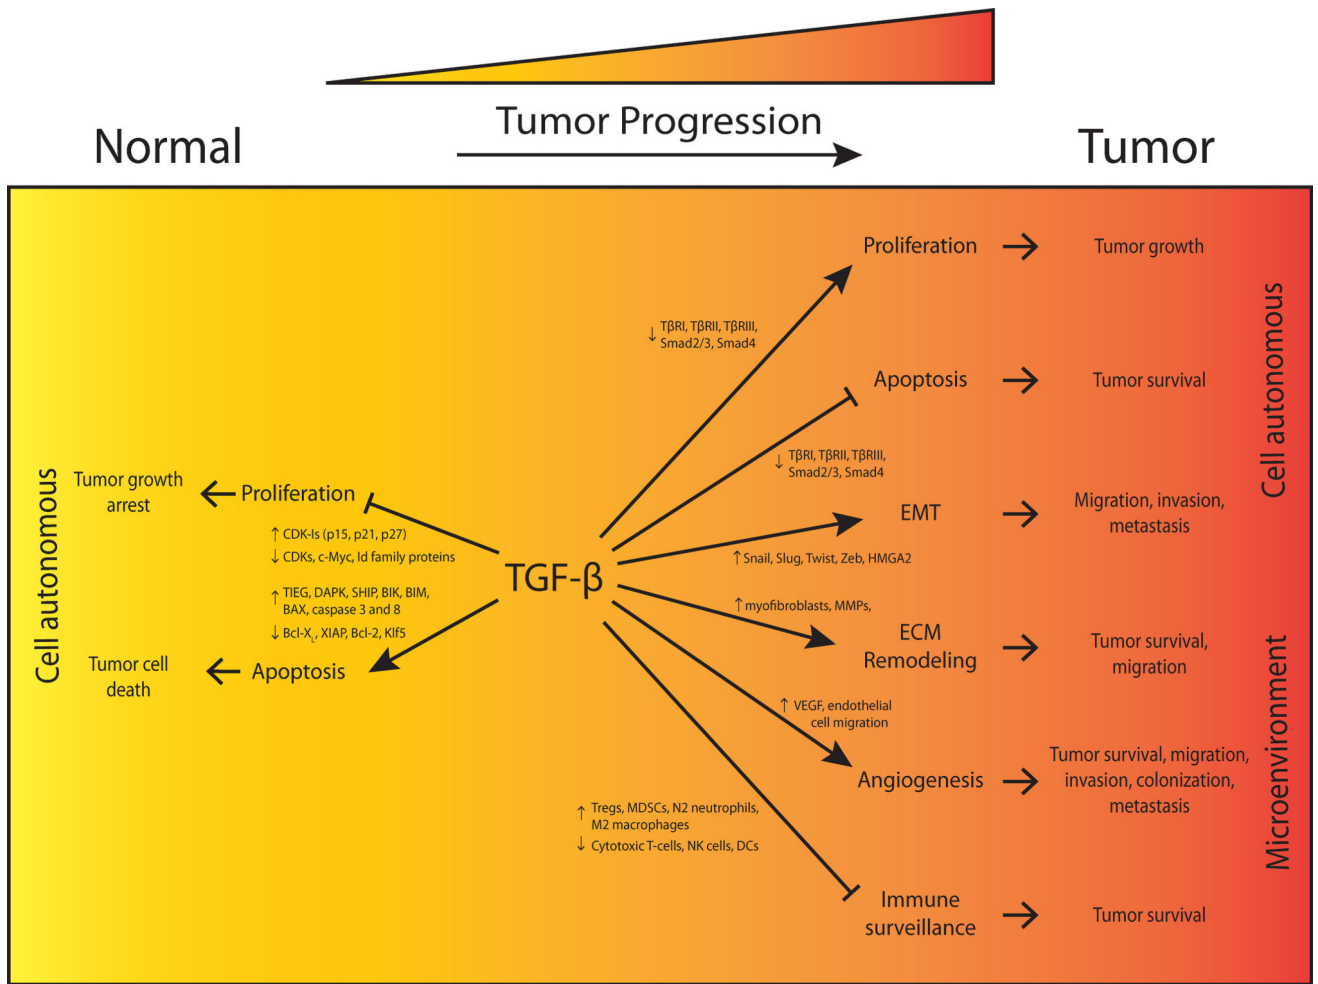 Tumor Progression
Normal
Tumor
Proliferation
Tumor growth
↓ TβRI, TβRII, TβRIII,
Smad2/3, Smad4
Apoptosis
Tumor survival
↓ TβRI, TβRII, TβRIII,
Smad2/3, Smad4
Cell autonomous
EMT
Migration, invasion,
metastasis
↑ Snail, Slug, Twist, Zeb, HMGA2
Cell autonomous
Tumor growth
arrest
Proliferation
↑ CDK-Is (p15, p21, p27)
↓ CDKs, c-Myc, Id family proteins
↑ TIEG, DAPK, SHIP, BIK, BIM,
BAX, caspase 3 and 8
↓ Bcl-XL, XIAP, Bcl-2, Klf5
Tumor cell
death
Apoptosis
TGF-β
↑ myofibroblasts, MMPs,
ECM
Remodeling
Tumor survival,
migration
↑ VEGF, endothelial
cell migration
Angiogenesis
Tumor survival, migration,
invasion, colonization,
metastasis
Microenvironment
↑ Tregs, MDSCs, N2 neutrophils,
M2 macrophages
↓ Cytotoxic T-cells, NK cells, DCs
Immune
surveillance
Tumor survival